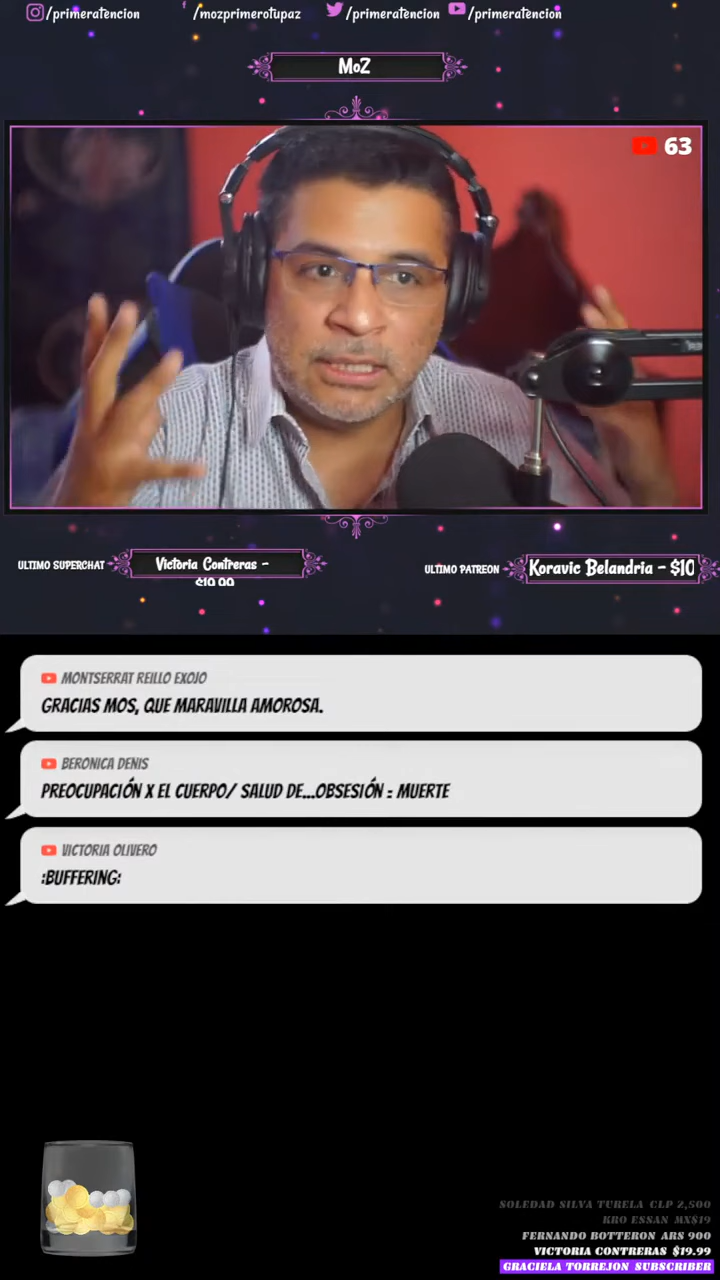 /primeratencion
/mozprimerotupaz
/primeratencion
/primeratencion
MoZ
63
ULTIMO SUPERCHAT
Victoria Contreras -
$19.99
ULTIMO PATREON
Koravic Belandria - $10
MONTSERRAT REILLO EXOJO
GRACIAS MOS, QUE MARAVILLA AMOROSA.
BERONICA DENIS
PREOCUPACIÓN X EL CUERPO/ SALUD DE...OBSESIÓN = MUERTE
VICTORIA OLIVERO
:BUFFERING:
SOLEDAD SILVA TURELA CLP 2,500
KRO ESSAN MX$19
FERNANDO BOTTERON ARS 900
VICTORIA CONTRERAS $19.99
GRACIELA TORREJON SUBSCRIBER